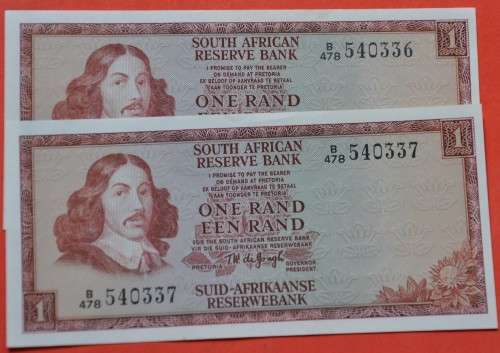 SOUTH AFRICAN
RESERVE BANK
B/478 540336
1
I PROMISE TO PAY THE BEARER
ON DEMAND AT PRETORIA
EK BELOOF OP AANVRAAG TE BETAAL
AAN TOONDER TE PRETORIA
ONE RAND
SOUTH AFRICAN
RESERVE BANK
B/478 540337
1
I PROMISE TO PAY THE BEARER
ON DEMAND AT PRETORIA
EK BELOOF OP AANVRAAG TE BETAAL
AAN TOONDER TE PRETORIA
ONE RAND
EEN RAND
FOR THE SOUTH AFRICAN RESERVE BANK
VIR DIE SUID-AFRIKAANSE RESERWEBANK
PRETORIA
GOVERNOR
PRESIDENT
B/478 540337
SUID-AFRIKAANSE
RESERWEBANK
1